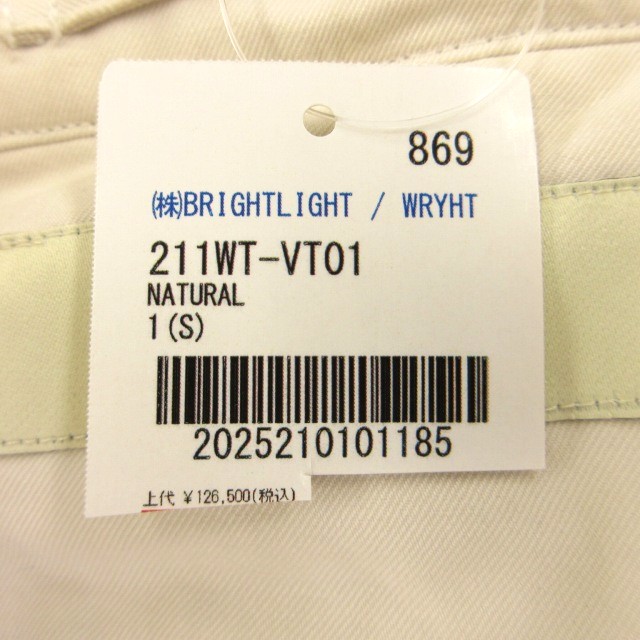 869
㈱BRIGHTLIGHT / WRYHT
211WT-VT01
NATURAL
1(S)
2025210101185
上代 ￥126,500(税込)